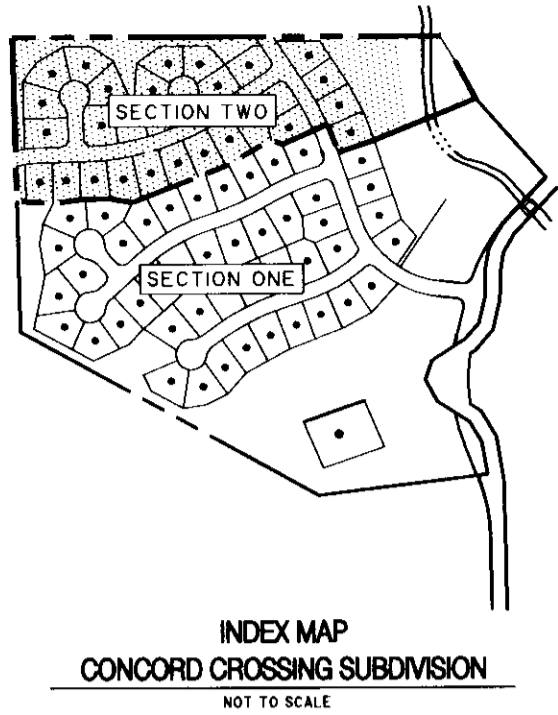 SECTION TWO
SECTION ONE
INDEX MAP
CONCORD CROSSING SUBDIVISION
NOT TO SCALE